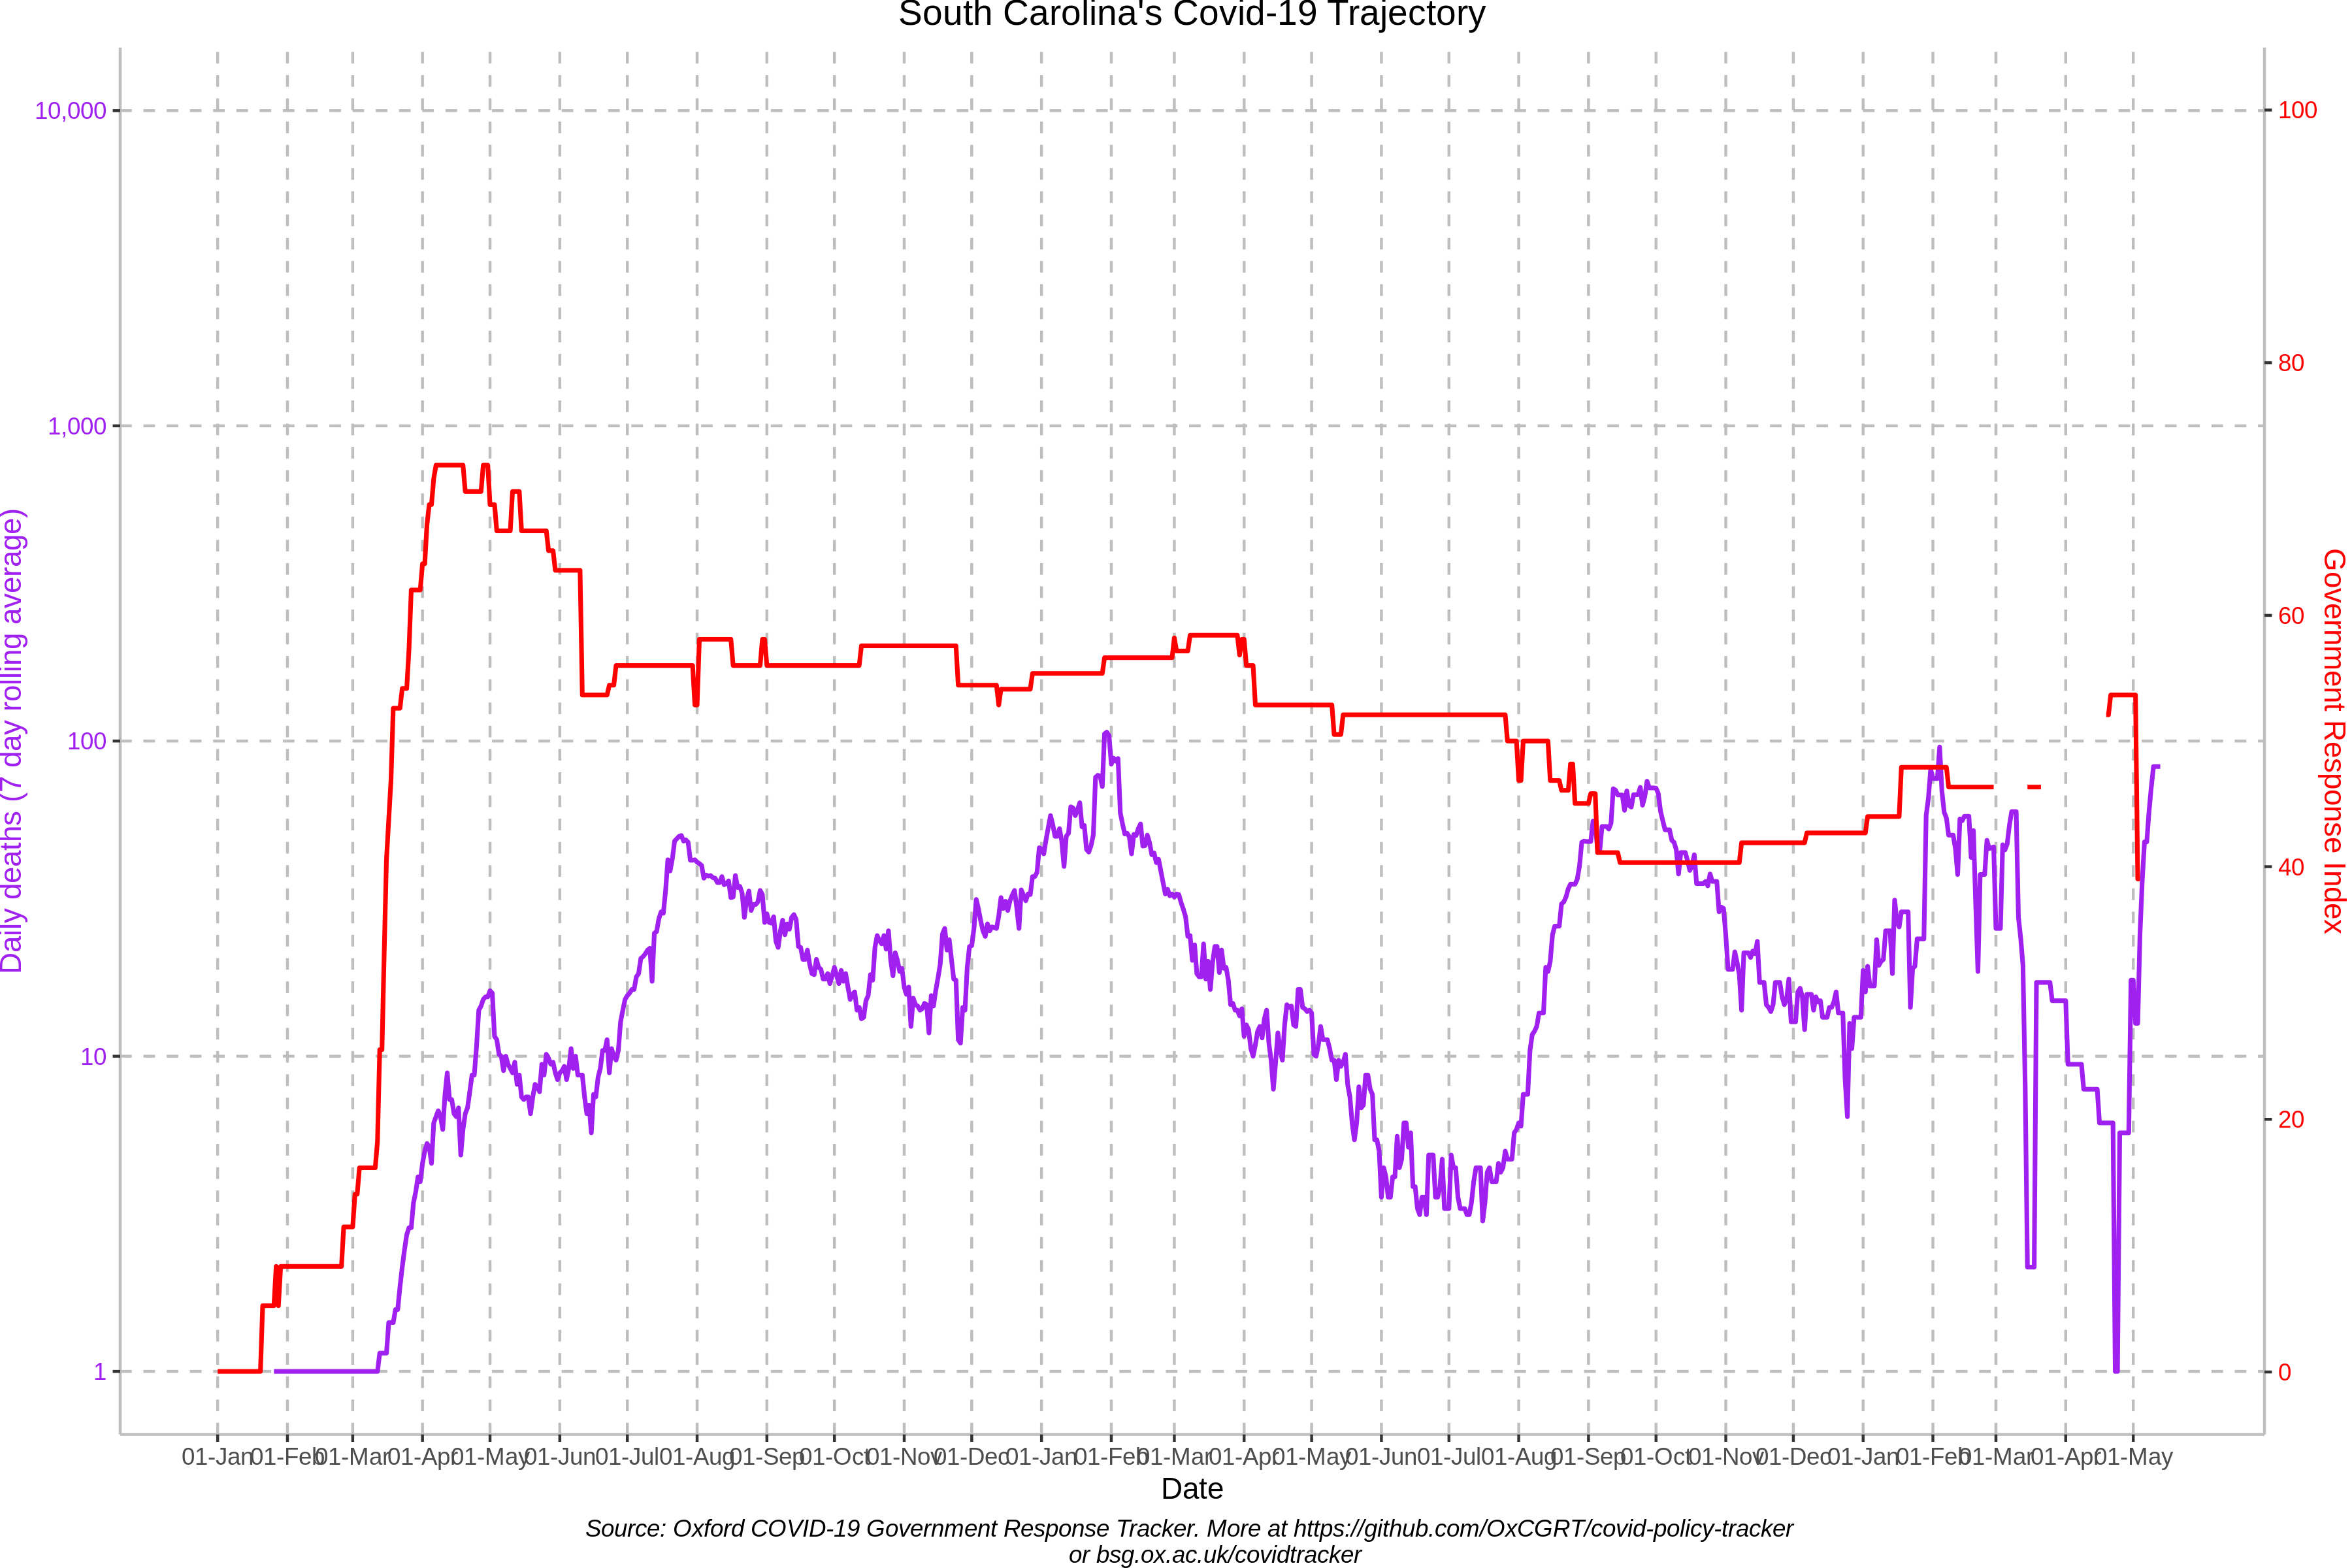 South Carolina's Covid-19 Trajectory
10,000
1,000
100
10
1
Daily deaths (7 day rolling average)
100
80
60
40
20
0
Government Response Index
01-Jan 01-Feb 01-Mar 01-Apr 01-May 01-Jun 01-Jul 01-Aug 01-Sep 01-Oct 01-Nov 01-Dec 01-Jan 01-Feb 01-Mar 01-Apr 01-May 01-Jun 01-Jul 01-Aug 01-Sep 01-Oct 01-Nov 01-Dec 01-Jan 01-Feb 01-Mar 01-Apr 01-May
Date
Source: Oxford COVID-19 Government Response Tracker. More at https://github.com/OxCGRT/covid-policy-tracker
or bsg.ox.ac.uk/covidtracker